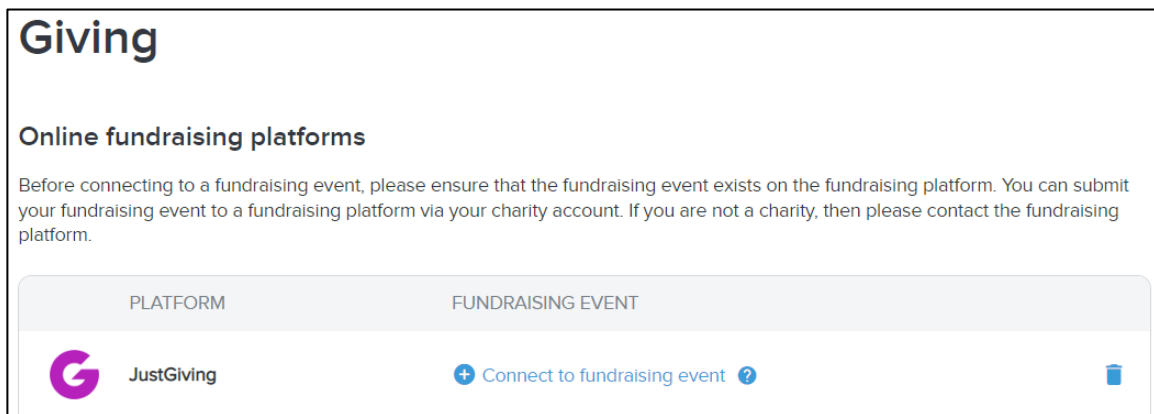 Giving
Online fundraising platforms
Before connecting to a fundraising event, please ensure that the fundraising event exists on the fundraising platform. You can submit
your fundraising event to a fundraising platform via your charity account. If you are not a charity, then please contact the fundraising
platform.
PLATFORM FUNDRAISING EVENT
JustGiving Connect to fundraising event